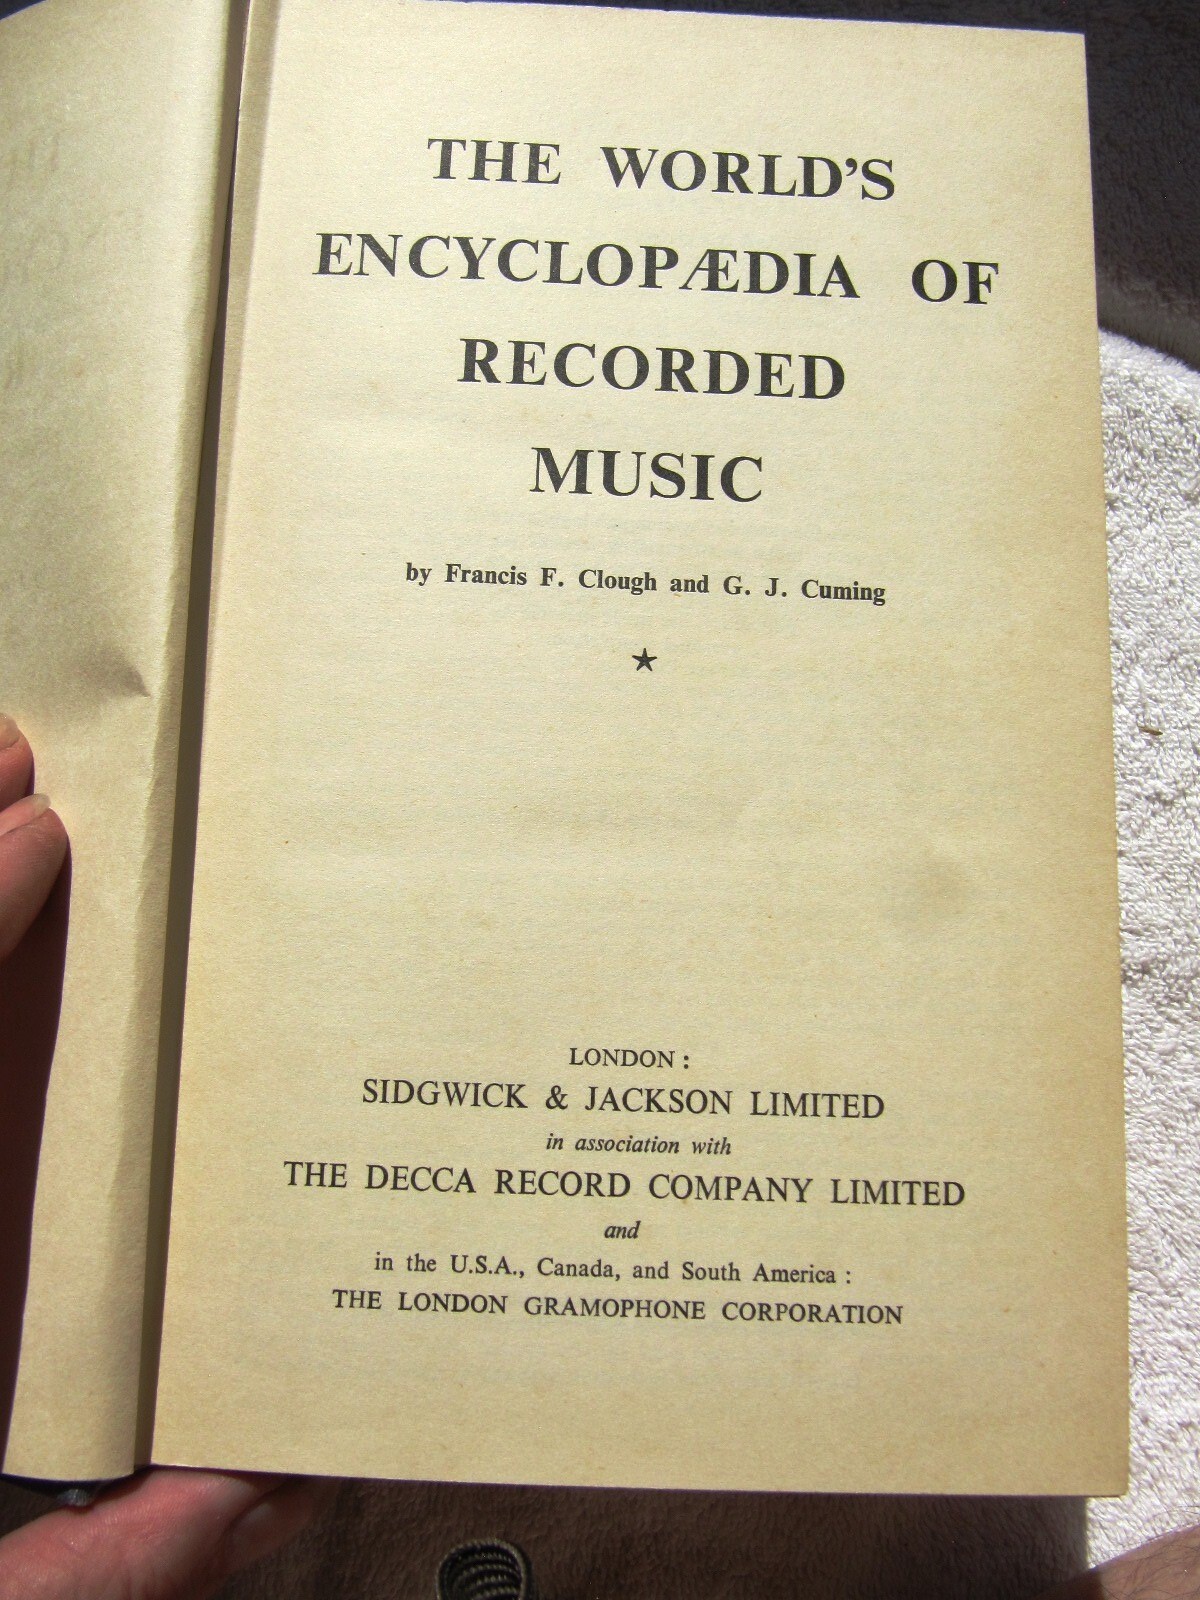 THE WORLD'S
ENCYCLOPÆDIA OF
RECORDED
MUSIC
by Francis F. Clough and G. J. Cuming
★
LONDON :
SIDGWICK & JACKSON LIMITED
in association with
THE DECCA RECORD COMPANY LIMITED
and
in the U.S.A., Canada, and South America :
THE LONDON GRAMOPHONE CORPORATION